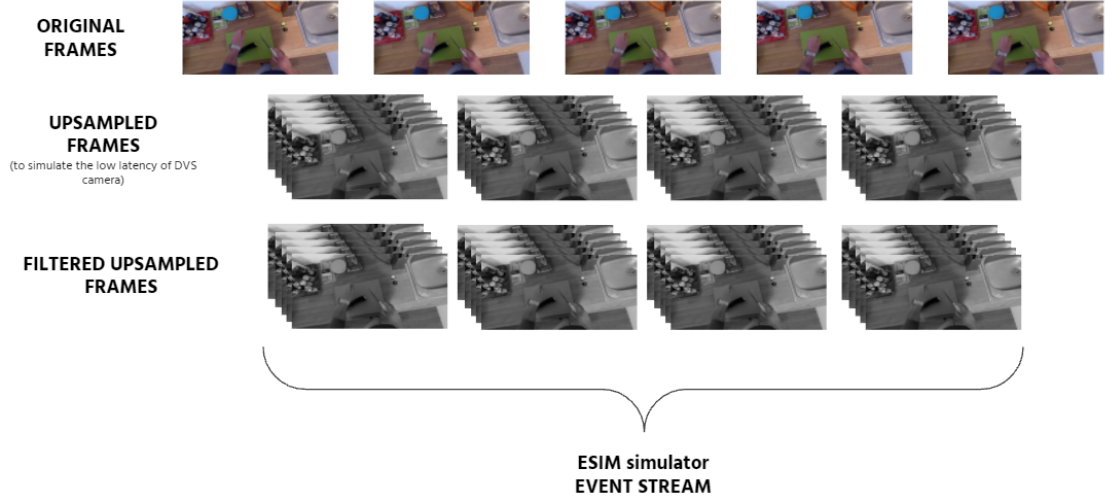 ORIGINAL
FRAMES
UPSAMPLED
FRAMES
(to simulate the low latency of DVS
camera)
FILTERED UPSAMPLED
FRAMES
ESIM simulator
EVENT STREAM